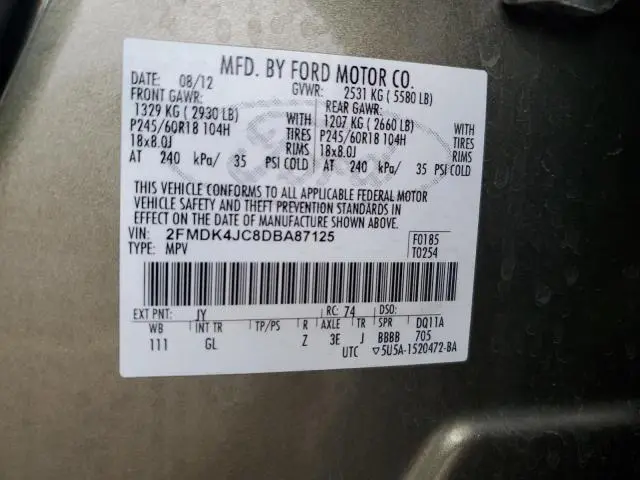 MFD. BY FORD MOTOR CO.
DATE: 08/12 GVWR: 2531 KG ( 5580 LB)
FRONT GAWR: REAR GAWR:
1329 KG ( 2930 LB) WITH 1207 KG ( 2660 LB) WITH
P245/60R18 104H TIRES P245/60R18 104H TIRES
18x8.0J RIMS 18x8.0J RIMS
AT 240 kPa/ 35 PSI COLD AT 240 kPa/ 35 PSI COLD
THIS VEHICLE CONFORMS TO ALL APPLICABLE FEDERAL MOTOR
VEHICLE SAFETY AND THEFT PREVENTION STANDARDS IN
EFFECT ON THE DATE OF MANUFACTURE SHOWN ABOVE.
VIN: 2FMDK4JC8DBA87125 F0185
TYPE: MPV T0254
EXT PNT: JY RC: 74 DSO:
WB INT TR TP/PS R AXLE TR SPR DQ11A
111 GL Z 3E J BBBB 705
UTC ▽5U5A-1520472-BA